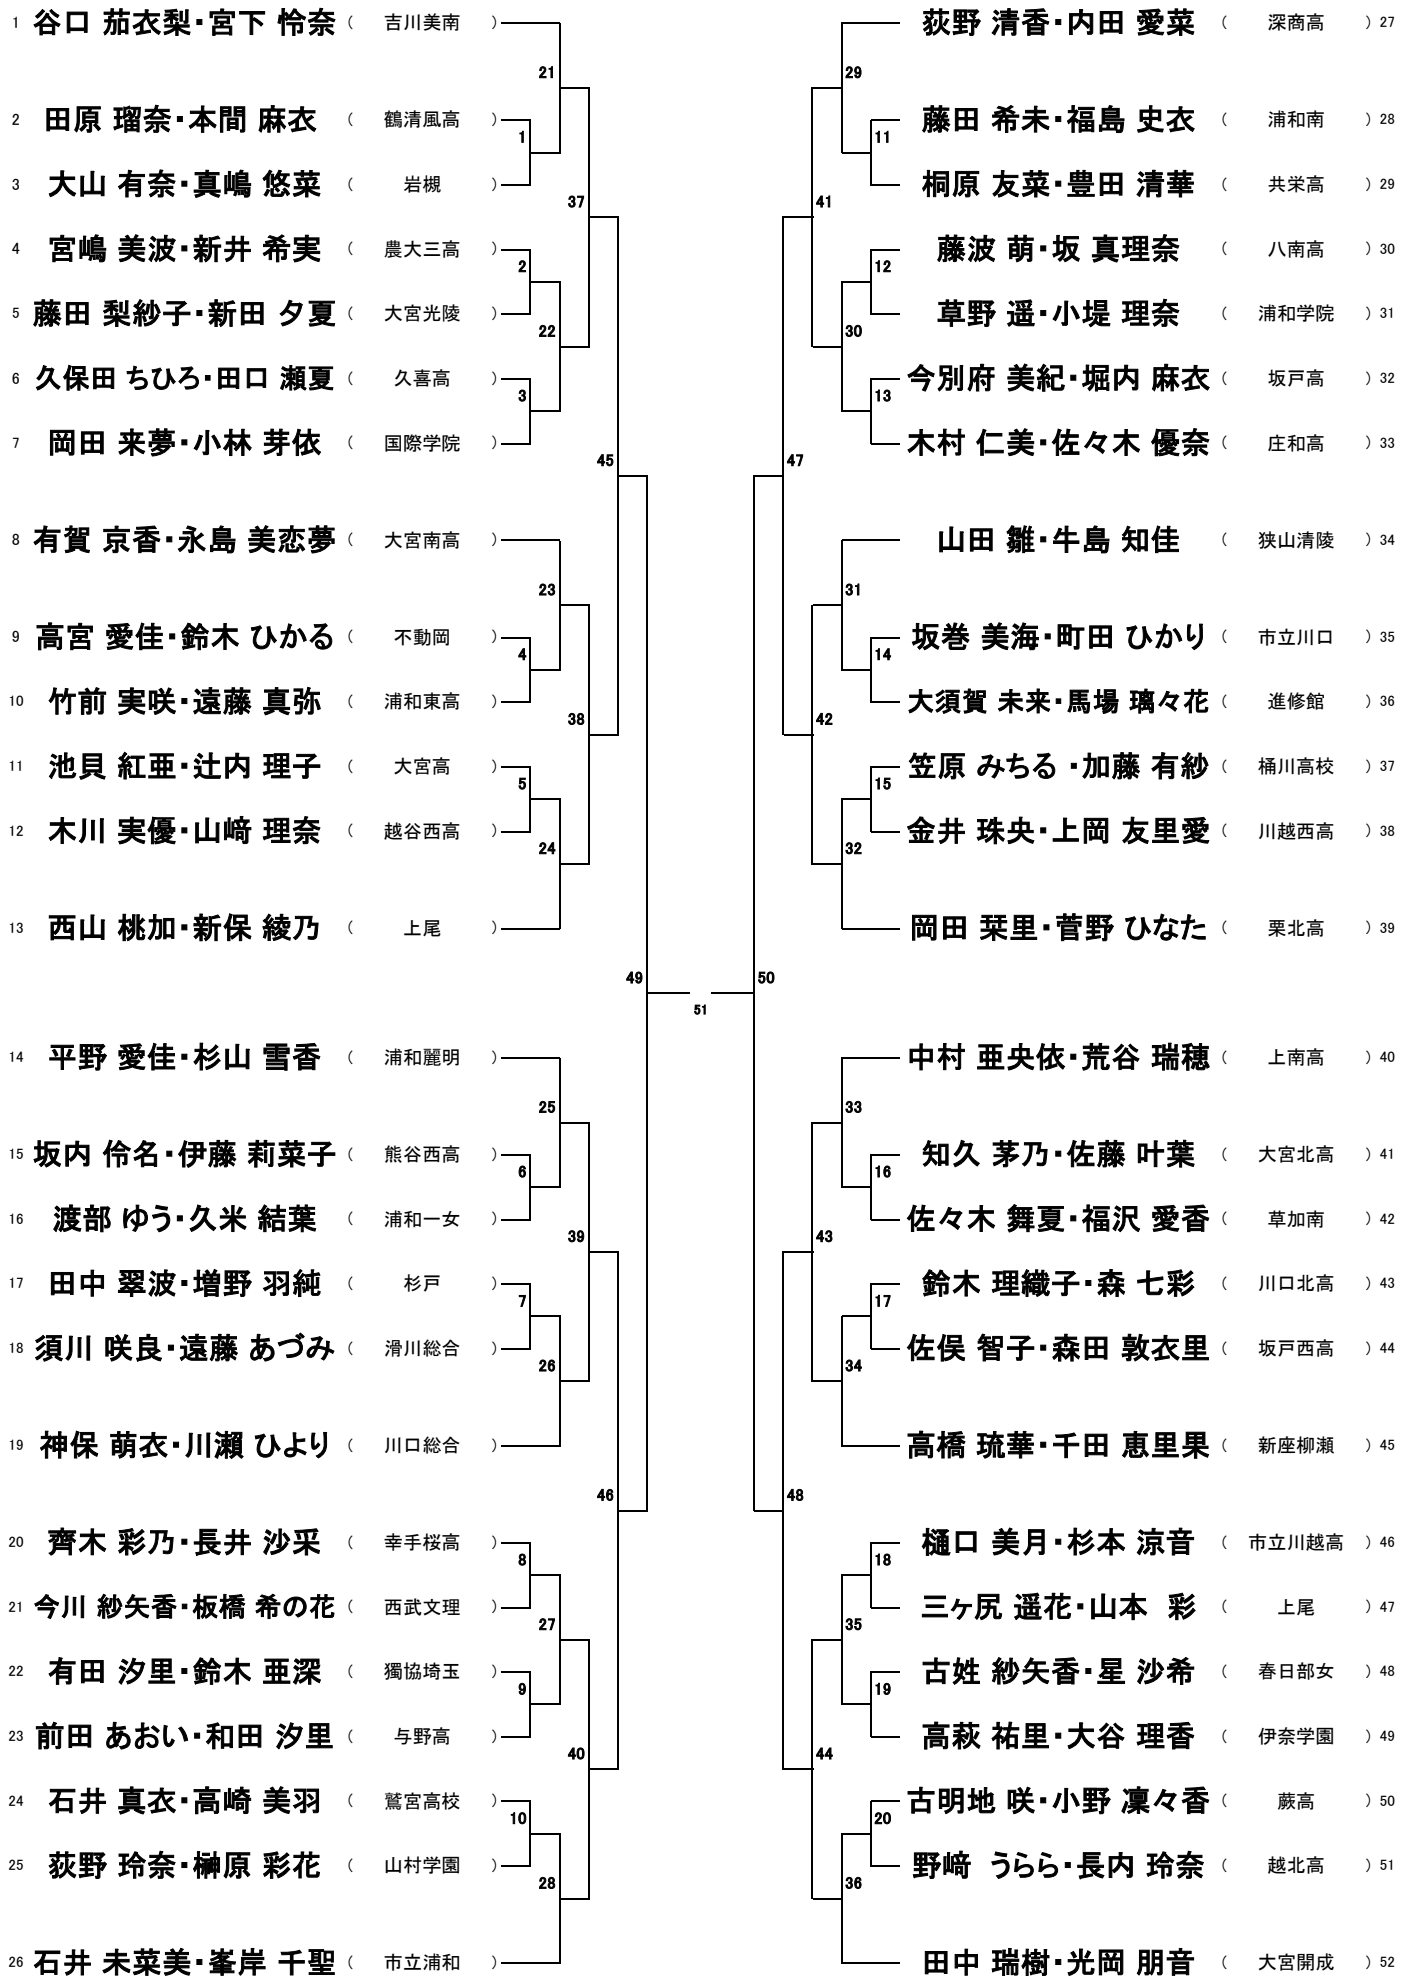 1 谷口 茄衣梨・宮下 怜奈 （ 吉川美南 ）
21
2 田原 瑠奈・本間 麻衣 （ 鶴清風高 ）
1
3 大山 有奈・真嶋 悠菜 （ 岩槻 ）
37
4 宮嶋 美波・新井 希実 （ 農大三高 ）
2
5 藤田 梨紗子・新田 夕夏 （ 大宮光陵 ）
22
6 久保田 ちひろ・田口 瀬夏 （ 久喜高 ）
3
7 岡田 来夢・小林 芽依 （ 国際学院 ）
45
8 有賀 京香・永島 美恋夢 （ 大宮南高 ）
23
9 高宮 愛佳・鈴木 ひかる （ 不動岡 ）
4
10 竹前 実咲・遠藤 真弥 （ 浦和東高 ）
38
11 池貝 紅亜・辻内 理子 （ 大宮高 ）
5
12 木川 実優・山﨑 理奈 （ 越谷西高 ）
24
13 西山 桃加・新保 綾乃 （ 上尾 ）
49
14 平野 愛佳・杉山 雪香 （ 浦和麗明 ）
25
15 坂内 伶名・伊藤 莉菜子 （ 熊谷西高 ）
6
16 渡部 ゆう・久米 結葉 （ 浦和一女 ）
39
17 田中 翠波・増野 羽純 （ 杉戸 ）
7
18 須川 咲良・遠藤 あづみ （ 滑川総合 ）
26
19 神保 萌衣・川瀬 ひより （ 川口総合 ）
46
20 齊木 彩乃・長井 沙采 （ 幸手桜高 ）
8
21 今川 紗矢香・板橋 希の花 （ 西武文理 ）
27
22 有田 汐里・鈴木 亜深 （ 獨協埼玉 ）
9
23 前田 あおい・和田 汐里 （ 与野高 ）
40
24 石井 真衣・高崎 美羽 （ 鷲宮高校 ）
10
25 荻野 玲奈・榊原 彩花 （ 山村学園 ）
28
26 石井 未菜美・峯岸 千聖 （ 市立浦和 ）
51
荻野 清香・内田 愛菜 （ 深商高 ） 27
29
藤田 希未・福島 史衣 （ 浦和南 ） 28
11
桐原 友菜・豊田 清華 （ 共栄高 ） 29
41
藤波 萌・坂 真理奈 （ 八南高 ） 30
12
草野 遥・小堤 理奈 （ 浦和学院 ） 31
30
今別府 美紀・堀内 麻衣 （ 坂戸高 ） 32
13
木村 仁美・佐々木 優奈 （ 庄和高 ） 33
47
山田 雛・牛島 知佳 （ 狭山清陵 ） 34
31
坂巻 美海・町田 ひかり （ 市立川口 ） 35
14
大須賀 未来・馬場 璃々花 （ 進修館 ） 36
42
笠原 みちる ・加藤 有紗 （ 桶川高校 ） 37
15
金井 珠央・上岡 友里愛 （ 川越西高 ） 38
32
岡田 栞里・菅野 ひなた （ 栗北高 ） 39
50
中村 亜央依・荒谷 瑞穂 （ 上南高 ） 40
33
知久 茅乃・佐藤 叶葉 （ 大宮北高 ） 41
16
佐々木 舞夏・福沢 愛香 （ 草加南 ） 42
43
鈴木 理織子・森 七彩 （ 川口北高 ） 43
17
佐俣 智子・森田 敦衣里 （ 坂戸西高 ） 44
34
高橋 琉華・千田 恵里果 （ 新座柳瀬 ） 45
48
樋口 美月・杉本 涼音 （ 市立川越高 ） 46
18
三ヶ尻 遥花・山本 彩 （ 上尾 ） 47
35
古姓 紗矢香・星 沙希 （ 春日部女 ） 48
19
高萩 祐里・大谷 理香 （ 伊奈学園 ） 49
44
古明地 咲・小野 凜々香 （ 蕨高 ） 50
20
野﨑 うらら・長内 玲奈 （ 越北高 ） 51
36
田中 瑞樹・光岡 朋音 （ 大宮開成 ） 52